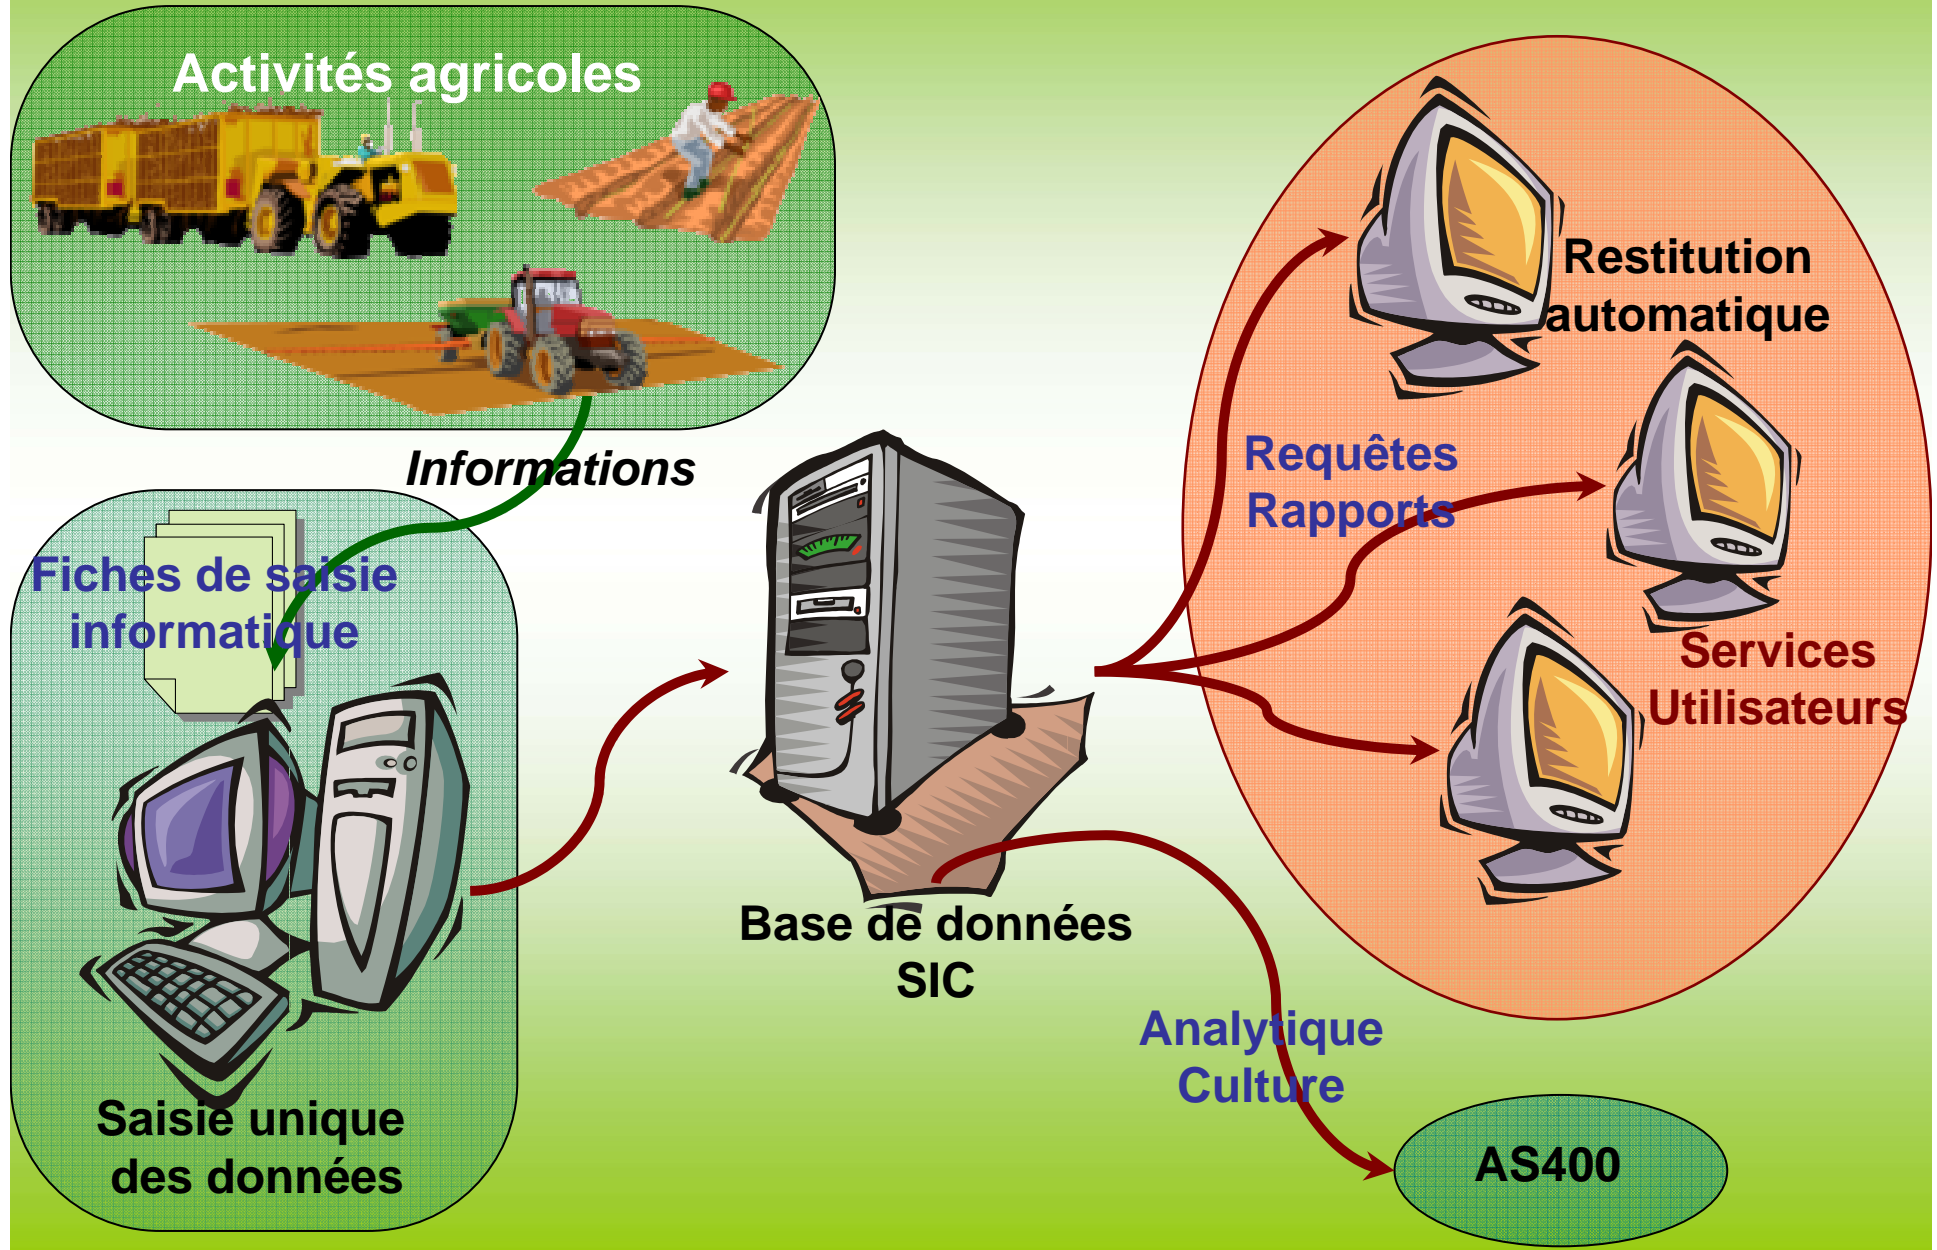 Activités agricoles
Informations
Fiches de saisie
informatique
Saisie unique
des données
Base de données
SIC
Requêtes
Rapports
Restitution
automatique
Services
Utilisateurs
Analytique
Culture
AS400